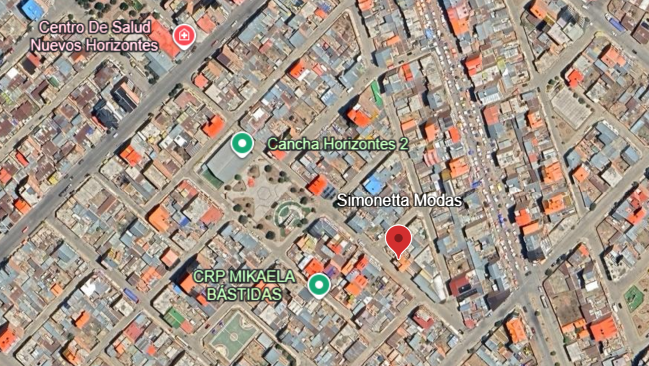 Centro De Salud
Nuevos Horizontes
Cancha Horizontes 2
Simonetta Modas
CRP MIKAELA
BASTIDAS